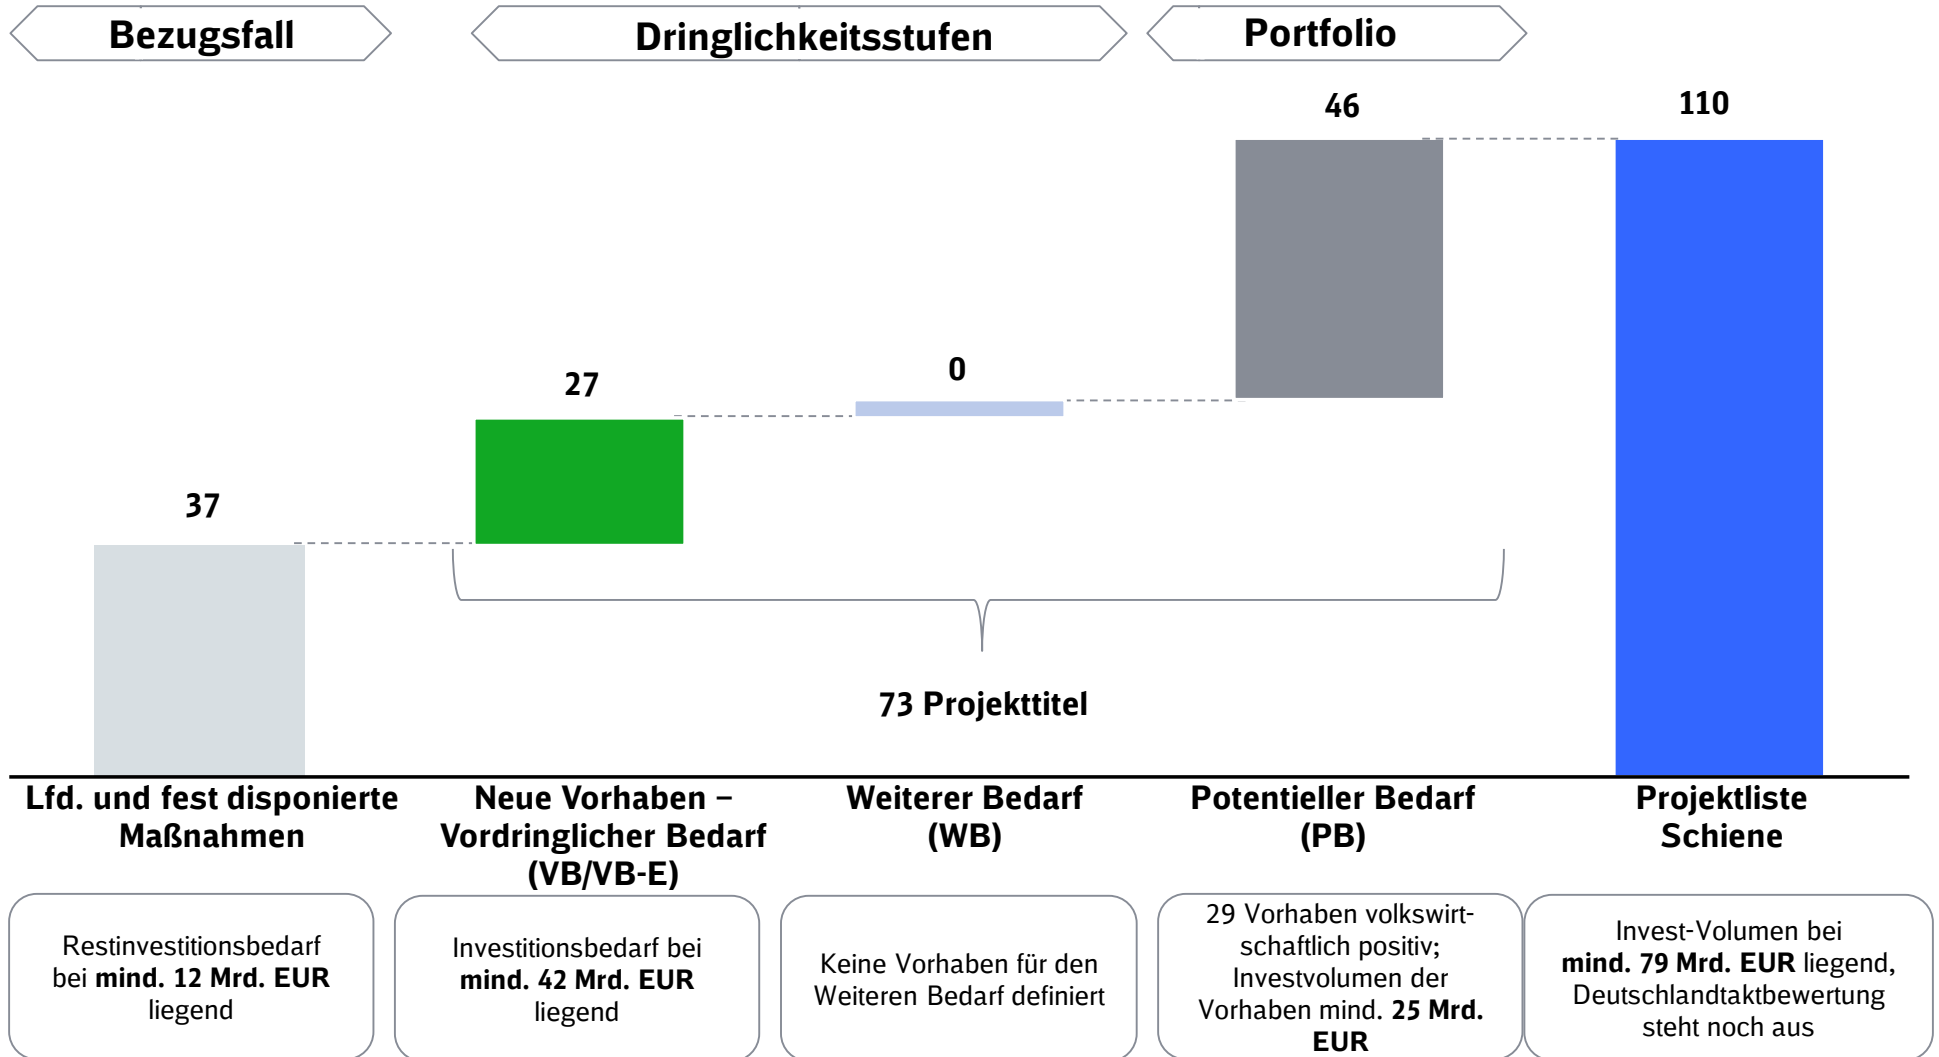 Bezugsfall
Dringlichkeitsstufen
Portfolio
46
110
27
0
37
73 Projekttitel
Lfd. und fest disponierte
Maßnahmen
Neue Vorhaben –
Vordringlicher Bedarf
(VB/VB-E)
Weiterer Bedarf
(WB)
Potentieller Bedarf
(PB)
Projektliste
Schiene
Restinvestitionsbedarf
bei mind. 12 Mrd. EUR
liegend
Investitionsbedarf bei
mind. 42 Mrd. EUR
liegend
Keine Vorhaben für den
Weiteren Bedarf definiert
29 Vorhaben volkswirt-
schaftlich positiv;
Investvolumen der
Vorhaben mind. 25 Mrd.
EUR
Invest-Volumen bei
mind. 79 Mrd. EUR liegend,
Deutschlandtaktbewertung
steht noch aus